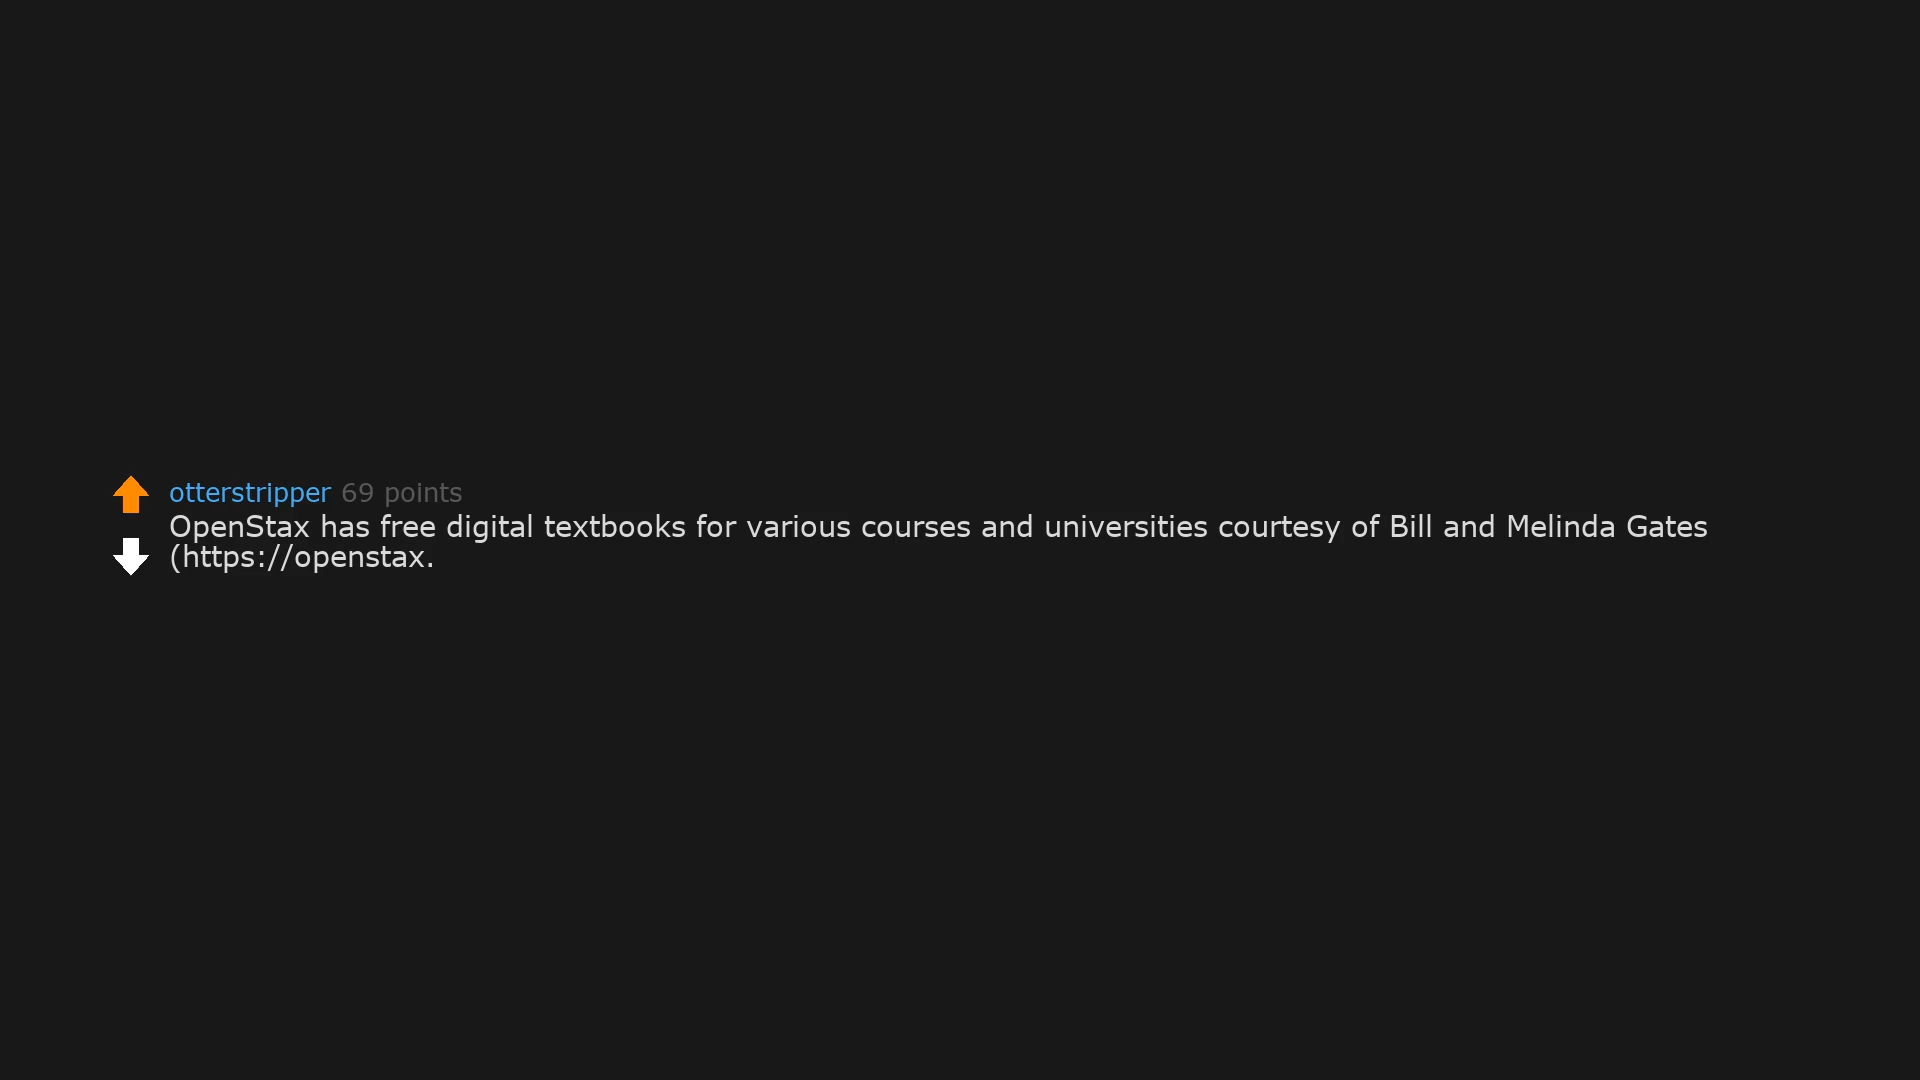 otterstripper 69 points
OpenStax has free digital textbooks for various courses and universities courtesy of Bill and Melinda Gates
(https://openstax.